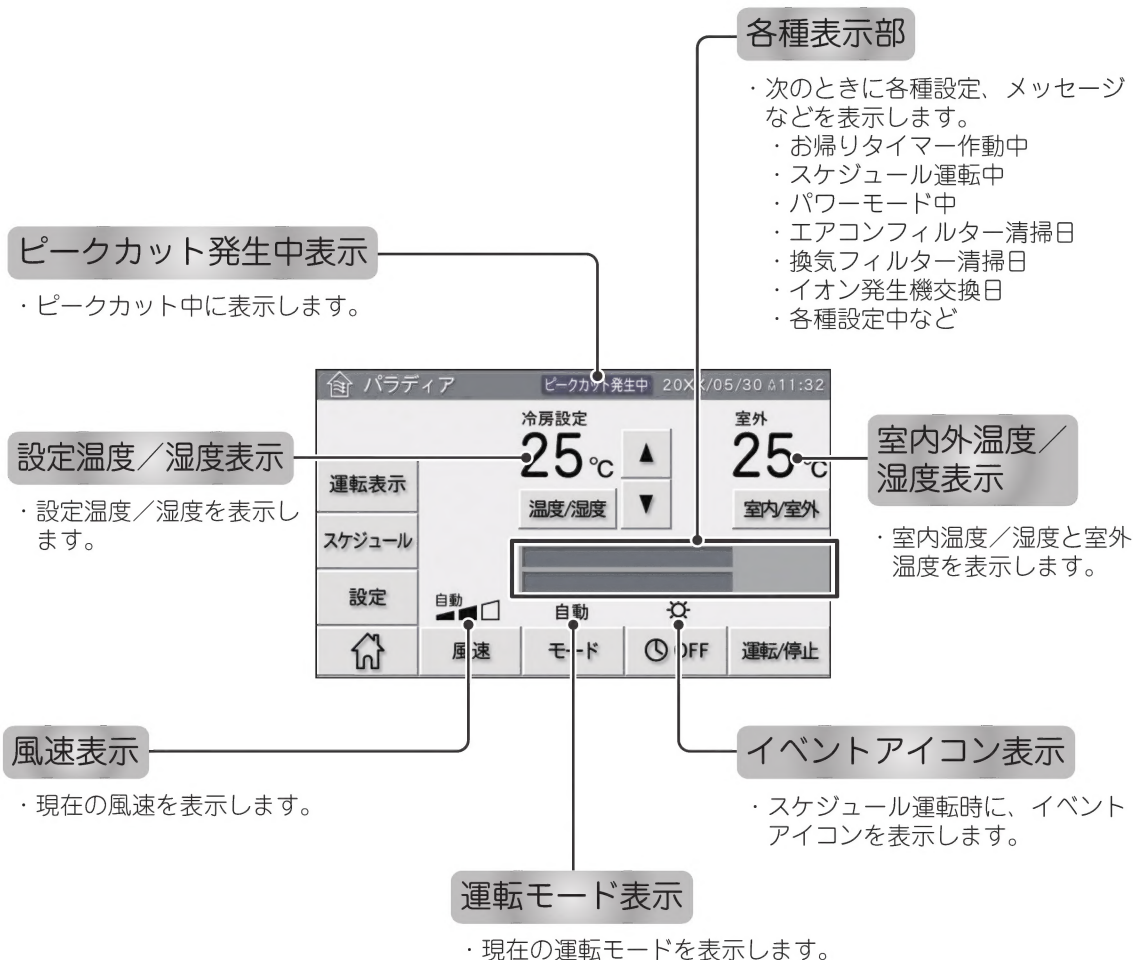 各種表示部
・次のときに各種設定、メッセージ
などを表示します。
・お帰りタイマー作動中
・スケジュール運転中
・パワーモード中
・エアコンフィルター清掃日
・換気フィルター清掃日
・イオン発生機交換日
・各種設定中など
ピークカット発生中表示
・ピークカット中に表示します。
パラディア ピークカット発生中 20XX/05/30 11:32
設定温度／湿度表示
・設定温度／湿度を表示し
ます。
冷房設定
25℃
▲
▼
温度/湿度
室外
25℃
室内/室外
室内外温度／
湿度表示
・室内温度／湿度と室外
温度を表示します。
運転表示
スケジュール
設定
自動
自動
風速
モード
OFF
運転/停止
風速表示
・現在の風速を表示します。
イベントアイコン表示
・スケジュール運転時に、イベント
アイコンを表示します。
運転モード表示
・現在の運転モードを表示します。